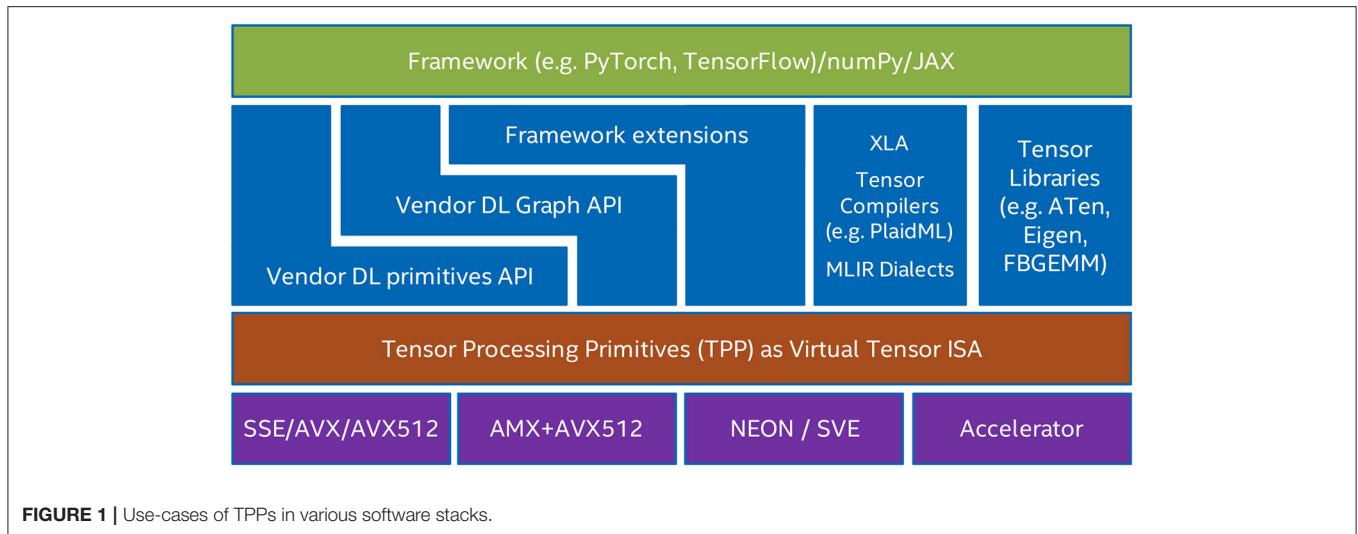 Framework (e.g. PyTorch, TensorFlow)/numPy/JAX
Framework extensions
Vendor DL Graph API
Vendor DL primitives API
XLA
Tensor
Compilers
(e.g. PlaidML)
MLIR Dialects
Tensor
Libraries
(e.g. ATen,
Eigen,
FBGEMM)
Tensor Processing Primitives (TPP) as Virtual Tensor ISA
SSE/AVX/AVX512
AMX+AVX512
NEON / SVE
Accelerator
FIGURE 1 | Use-cases of TPPs in various software stacks.